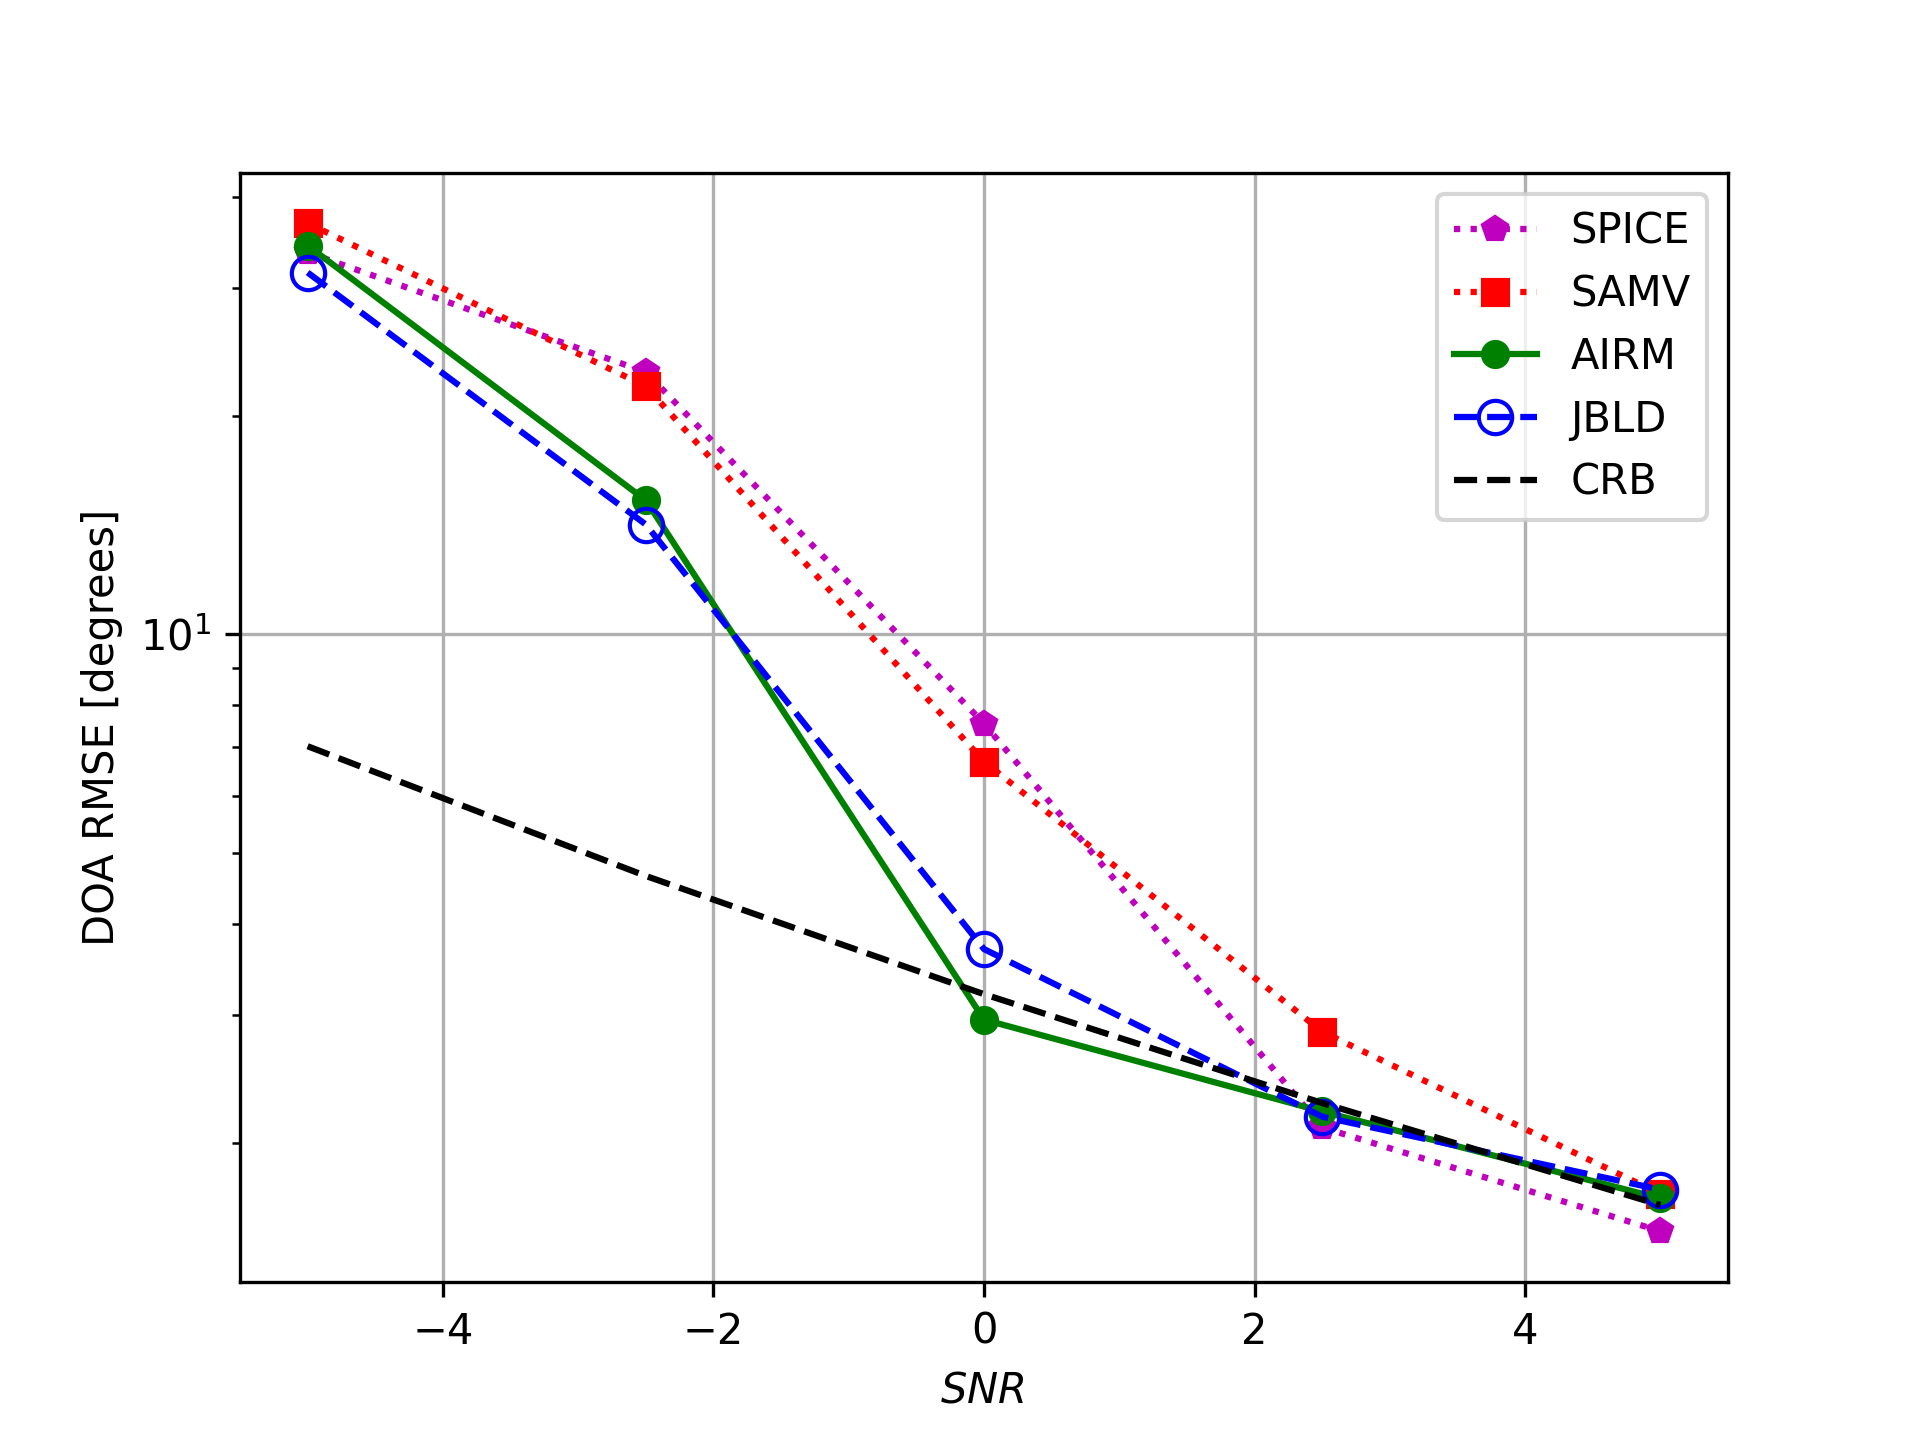 SPICE
SAMV
AIRM
JBLD
CRB
DOA RMSE [degrees]
10¹
−4 −2 0 2 4
SNR